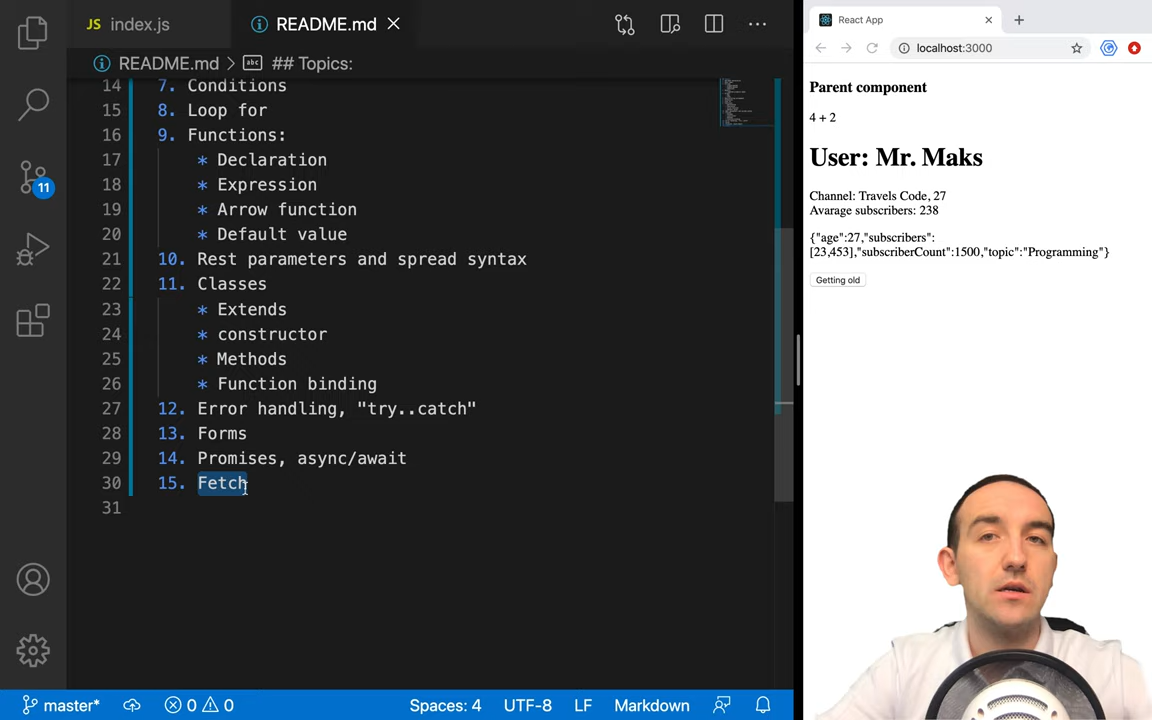 JS index.js
README.md
README.md > ## Topics:
14 7. Conditions
15 8. Loop for
16 9. Functions:
17 * Declaration
18 * Expression
19 * Arrow function
20 * Default value
21 10. Rest parameters and spread syntax
22 11. Classes
23 * Extends
24 * constructor
25 * Methods
26 * Function binding
27 12. Error handling, "try..catch"
28 13. Forms
29 14. Promises, async/await
30 15. Fetch
31
11
master* 0 0 Spaces: 4 UTF-8 LF Markdown
React App
localhost:3000
Parent component
4 + 2
User: Mr. Maks
Channel: Travels Code, 27
Avarage subscribers: 238
{"age":27,"subscribers":
[23,453],"subscriberCount":1500,"topic":"Programming"}
Getting old